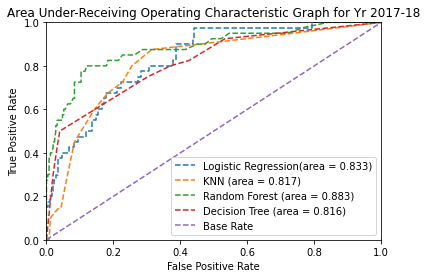 Area Under-Receiving Operating Characteristic Graph for Yr 2017-18
1.0
0.8
0.6
0.4
0.2
0.0
True Positive Rate
Logistic Regression(area = 0.833)
KNN (area = 0.817)
Random Forest (area = 0.883)
Decision Tree (area = 0.816)
Base Rate
0.0 0.2 0.4 0.6 0.8 1.0
False Positive Rate